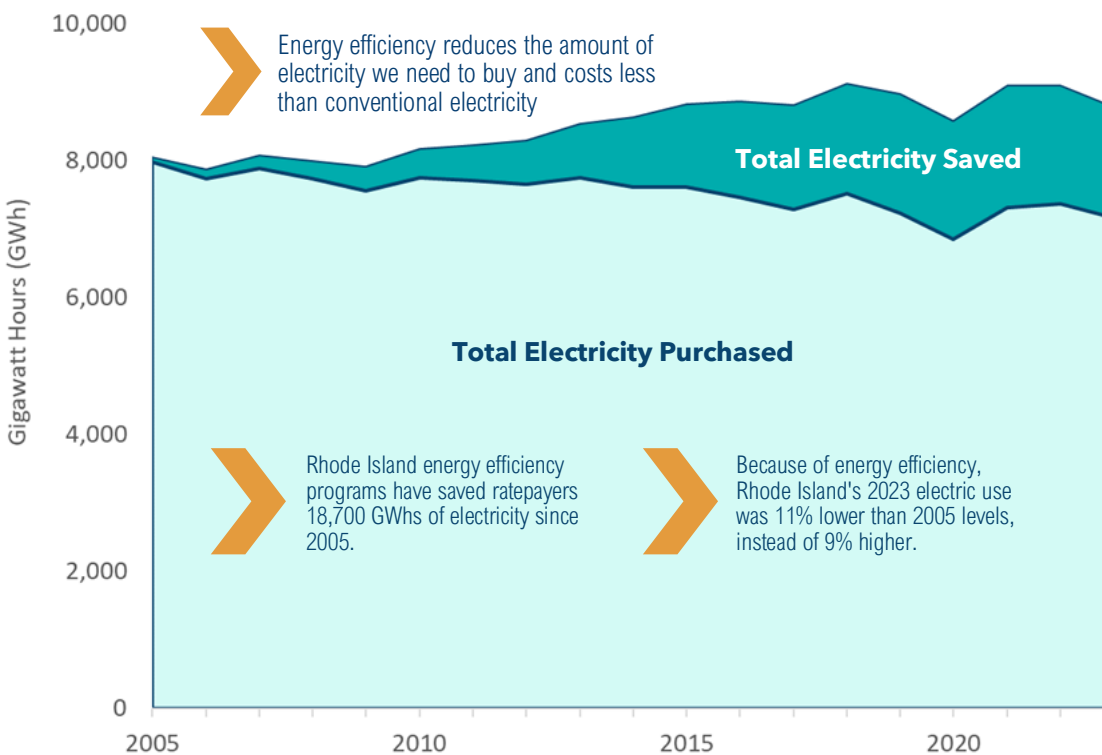 10,000
Energy efficiency reduces the amount of
electricity we need to buy and costs less
than conventional electricity
8,000
Total Electricity Saved
Gigawatt Hours (GWh)
6,000
Total Electricity Purchased
4,000
Rhode Island energy efficiency
programs have saved ratepayers
18,700 GWhs of electricity since
2005.
Because of energy efficiency,
Rhode Island's 2023 electric use
was 11% lower than 2005 levels,
instead of 9% higher.
2,000
0
2005
2010
2015
2020